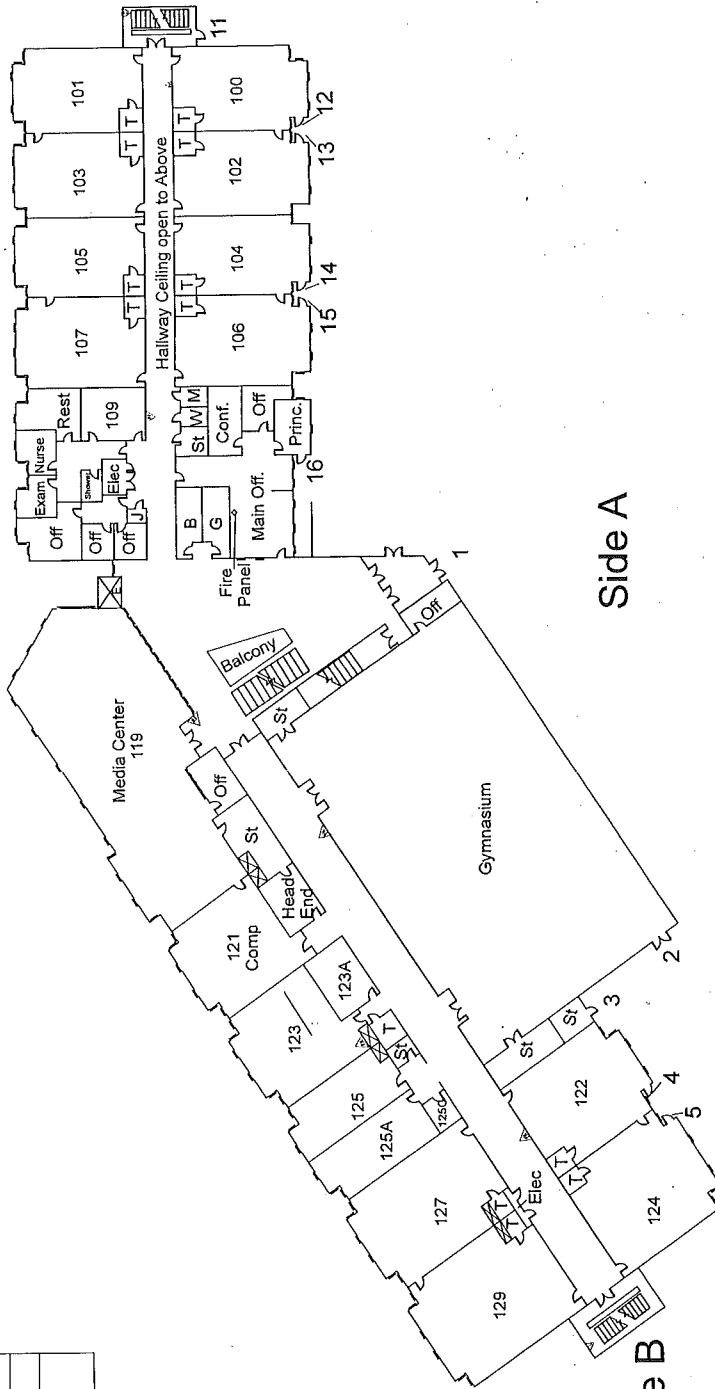 11
101
100
T
T
T
T
12
13
103
102
Hallway Ceiling open to Above
105
104
T
T
T
T
14
15
107
106
Rest
109
St
W
M
Conf.
Off
Princ.
Nurse
Exam
Shower
Elec
J
Off
Off
Off
B
G
Main Off.
16
Fire
Panel
E
1
Side A
Media Center
119
Balcony
St
Off
Off
St
Head
End
Gymnasium
121
Comp
123A
123
T
St
125
125A
125C
127
T
T
Elec
129
St
St
2
3
122
4
5
T
T
124
e B